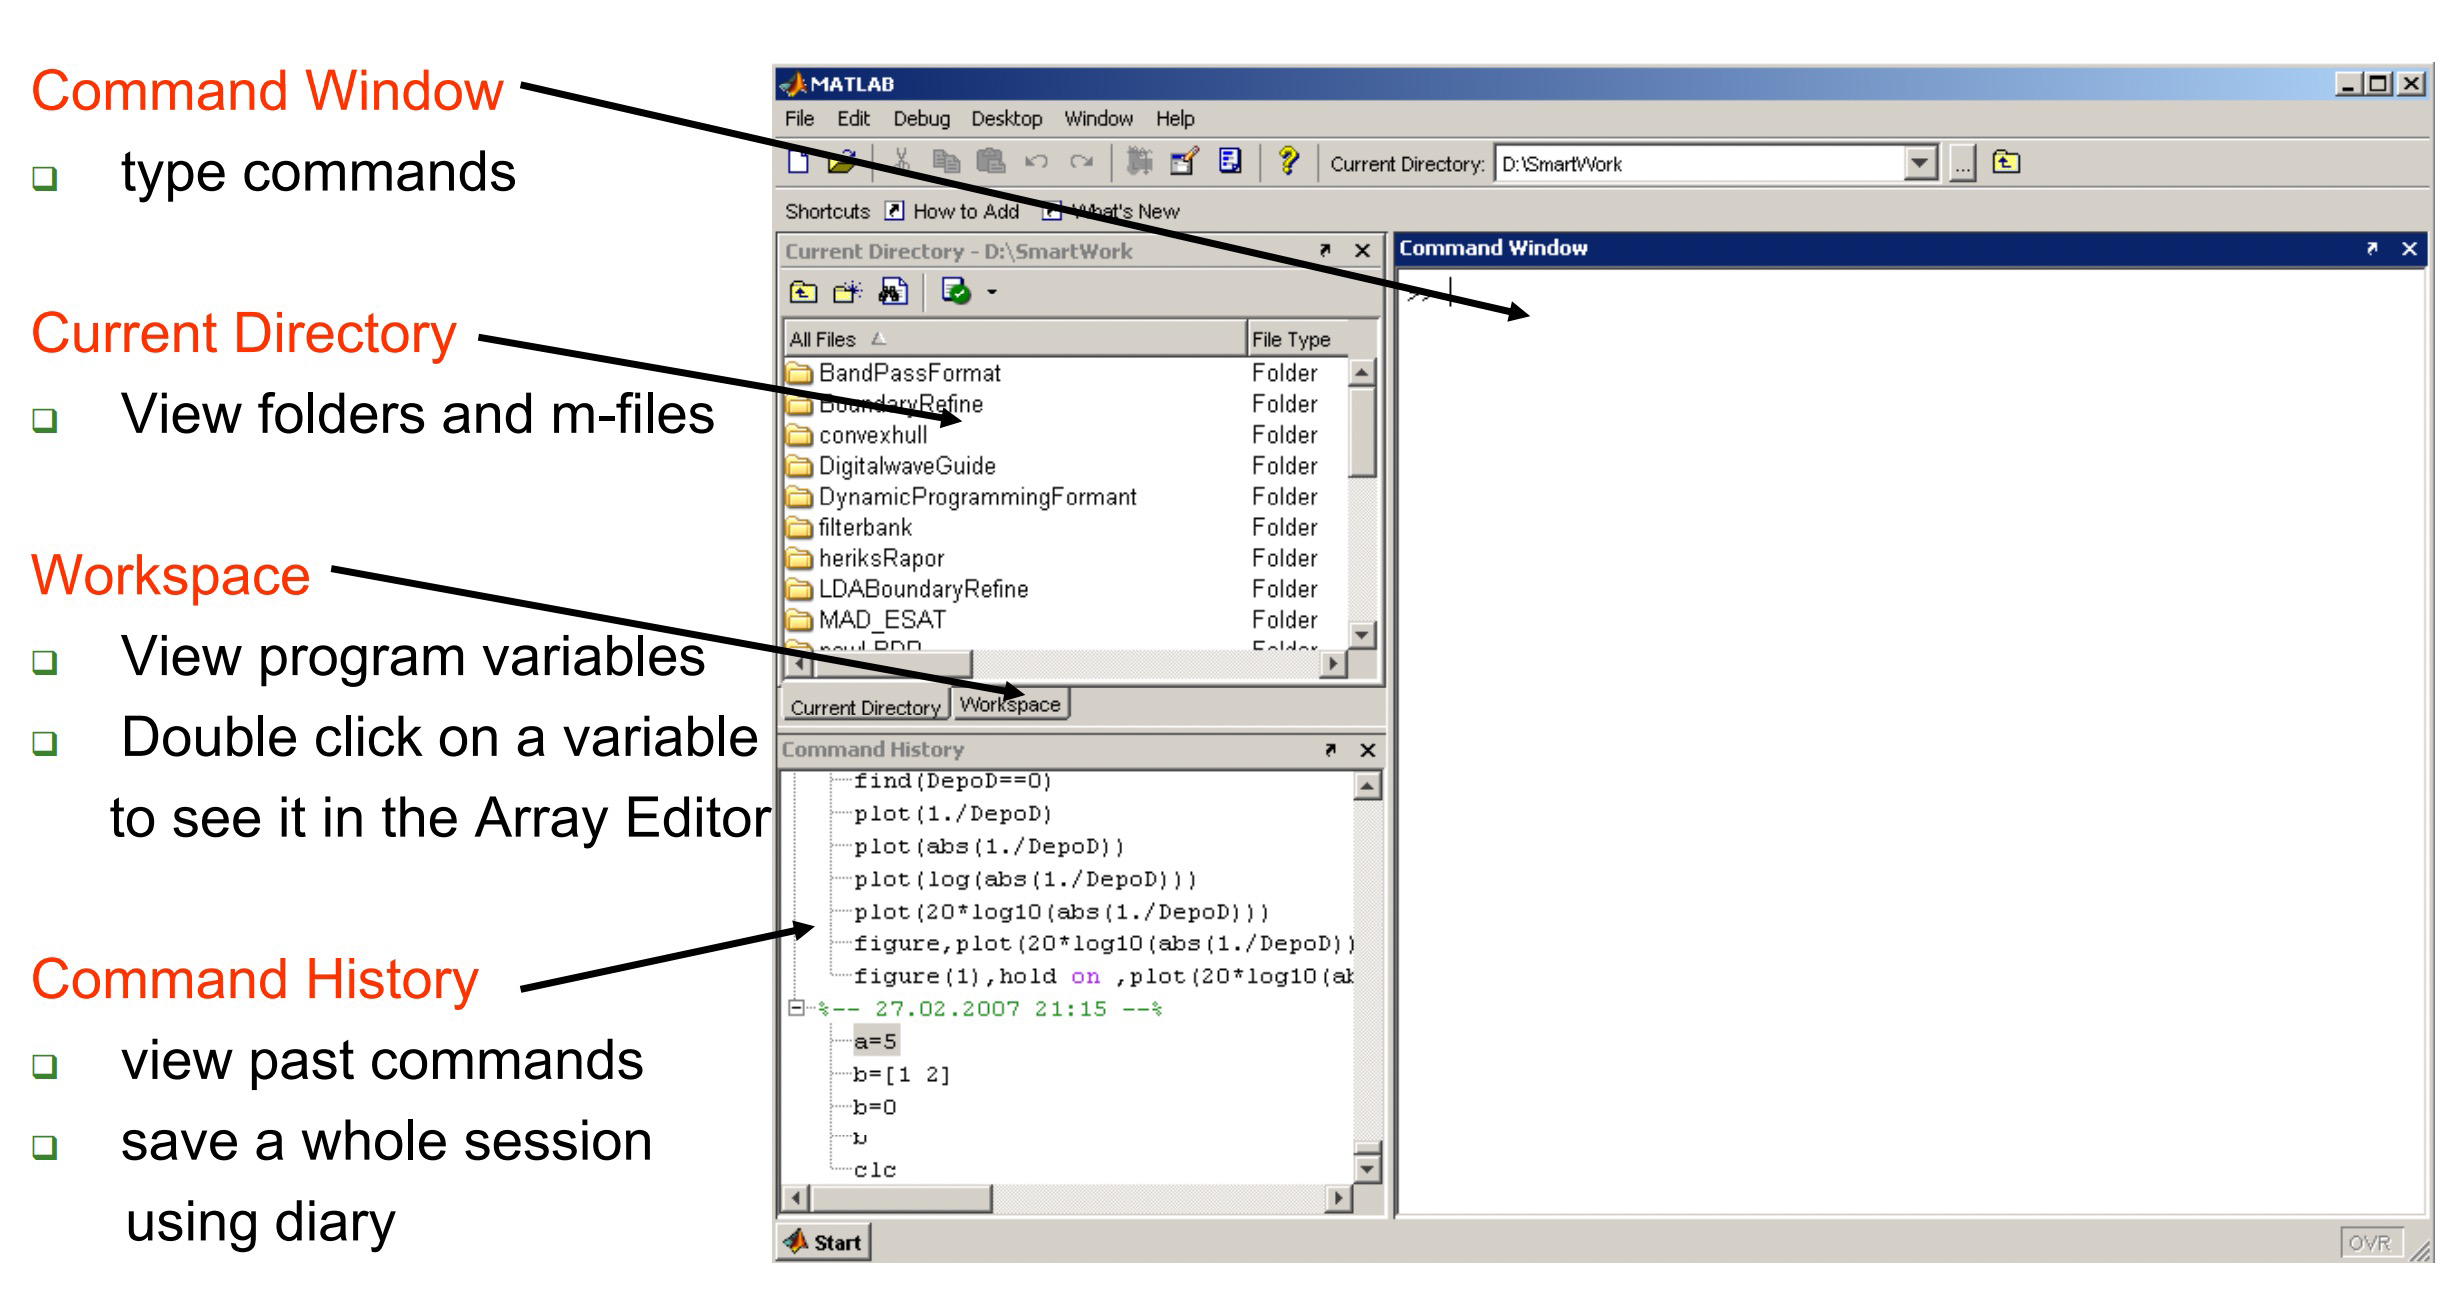 Command Window
type commands
Current Directory
View folders and m-files
Workspace
View program variables
Double click on a variable
to see it in the Array Editor
Command History
view past commands
save a whole session
using diary
MATLAB
File Edit Debug Desktop Window Help
Current Directory: D:\SmartWork ...
Shortcuts How to Add What's New
Current Directory - D:\SmartWork
All Files File Type
BandPassFormat Folder
BoundaryRefine Folder
convexhull Folder
DigitalwaveGuide Folder
DynamicProgrammingFormant Folder
filterbank Folder
heriksRapor Folder
LDABoundaryRefine Folder
MAD_ESAT Folder
Folder
Current Directory Workspace
Command History
find(DepoD==0)
plot(1./DepoD)
plot(abs(1./DepoD))
plot(log(abs(1./DepoD)))
plot(20*log10(abs(1./DepoD)))
figure,plot(20*log10(abs(1./DepoD))
figure(1),hold on ,plot(20*log10(ab
%-- 27.02.2007 21:15 --%
a=5
b=[1 2]
b=0
b
clc
Start
Command Window
>>
OVR